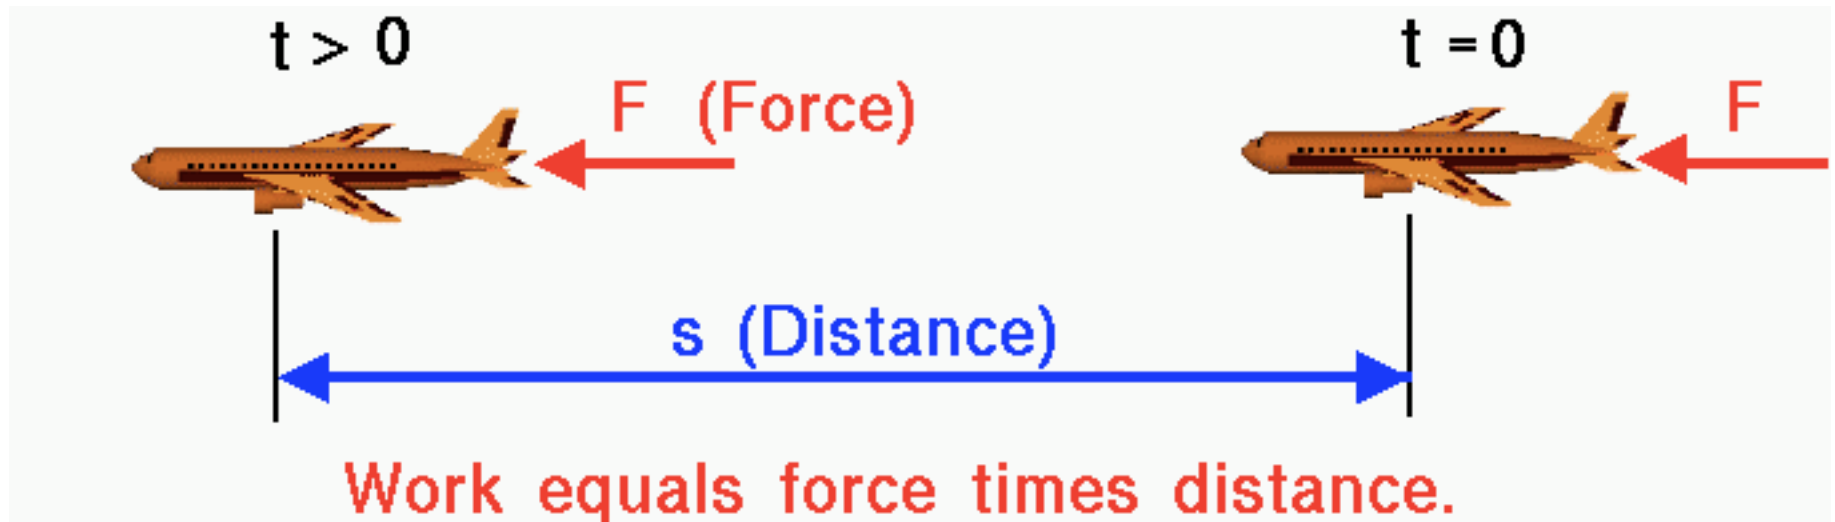 t > 0
t = 0
F (Force)
F
s (Distance)
Work equals force times distance.